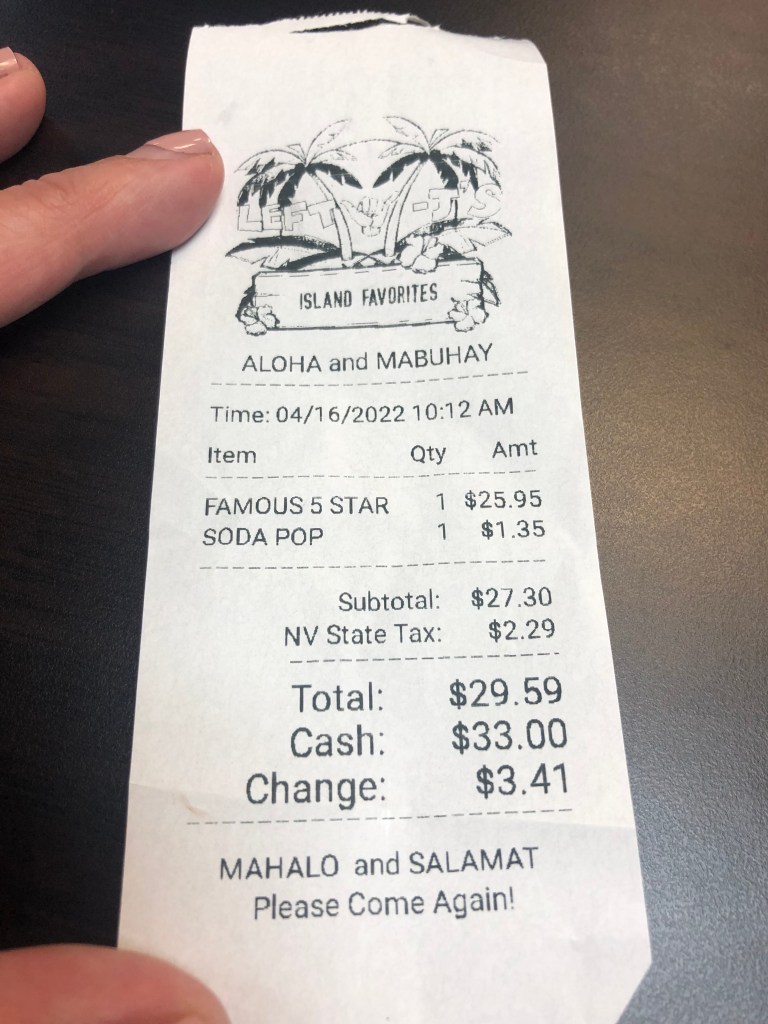 LEFTY-J'S
ISLAND FAVORITES
ALOHA and MABUHAY
Time: 04/16/2022 10:12 AM
Item Qty Amt
FAMOUS 5 STAR 1 $25.95
SODA POP 1 $1.35
Subtotal: $27.30
NV State Tax: $2.29
Total: $29.59
Cash: $33.00
Change: $3.41
MAHALO and SALAMAT
Please Come Again!